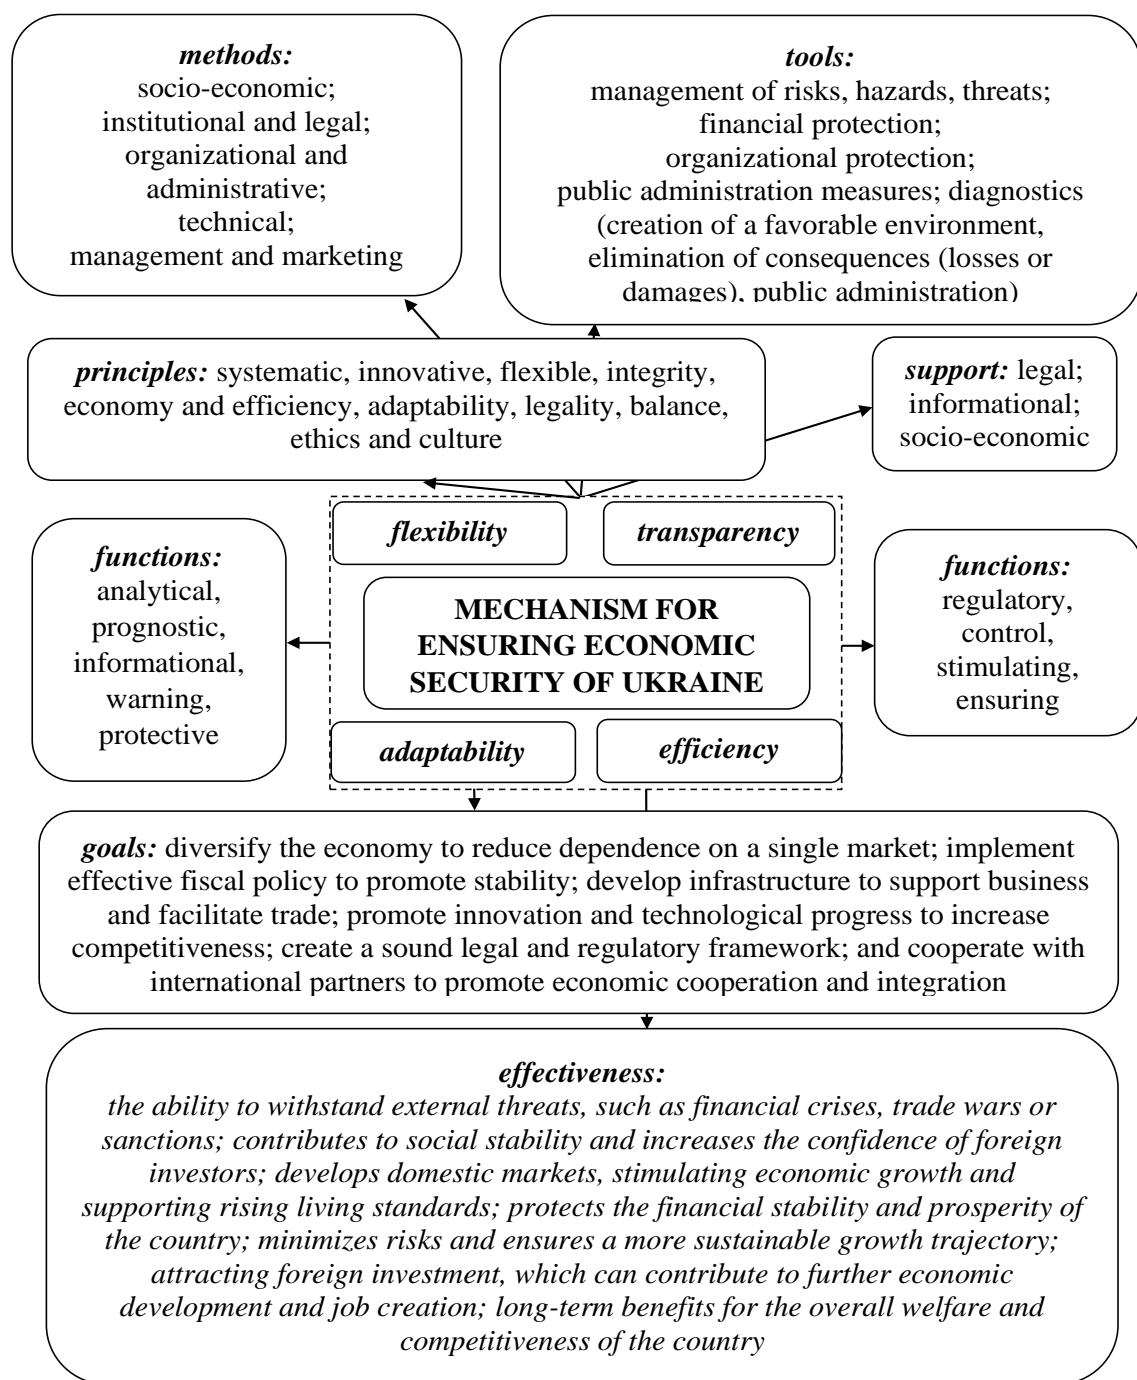 methods:
socio-economic;
institutional and legal;
organizational and
administrative;
technical;
management and marketing
tools:
management of risks, hazards, threats;
financial protection;
organizational protection;
public administration measures; diagnostics
(creation of a favorable environment,
elimination of consequences (losses or
damages), public administration)
principles: systematic, innovative, flexible, integrity,
economy and efficiency, adaptability, legality, balance,
ethics and culture
support: legal;
informational;
socio-economic
flexibility
transparency
functions:
analytical,
prognostic,
informational,
warning,
protective
MECHANISM FOR
ENSURING ECONOMIC
SECURITY OF UKRAINE
functions:
regulatory,
control,
stimulating,
ensuring
adaptability
efficiency
goals: diversify the economy to reduce dependence on a single market; implement
effective fiscal policy to promote stability; develop infrastructure to support business
and facilitate trade; promote innovation and technological progress to increase
competitiveness; create a sound legal and regulatory framework; and cooperate with
international partners to promote economic cooperation and integration
effectiveness:
the ability to withstand external threats, such as financial crises, trade wars or
sanctions; contributes to social stability and increases the confidence of foreign
investors; develops domestic markets, stimulating economic growth and
supporting rising living standards; protects the financial stability and prosperity of
the country; minimizes risks and ensures a more sustainable growth trajectory;
attracting foreign investment, which can contribute to further economic
development and job creation; long-term benefits for the overall welfare and
competitiveness of the country